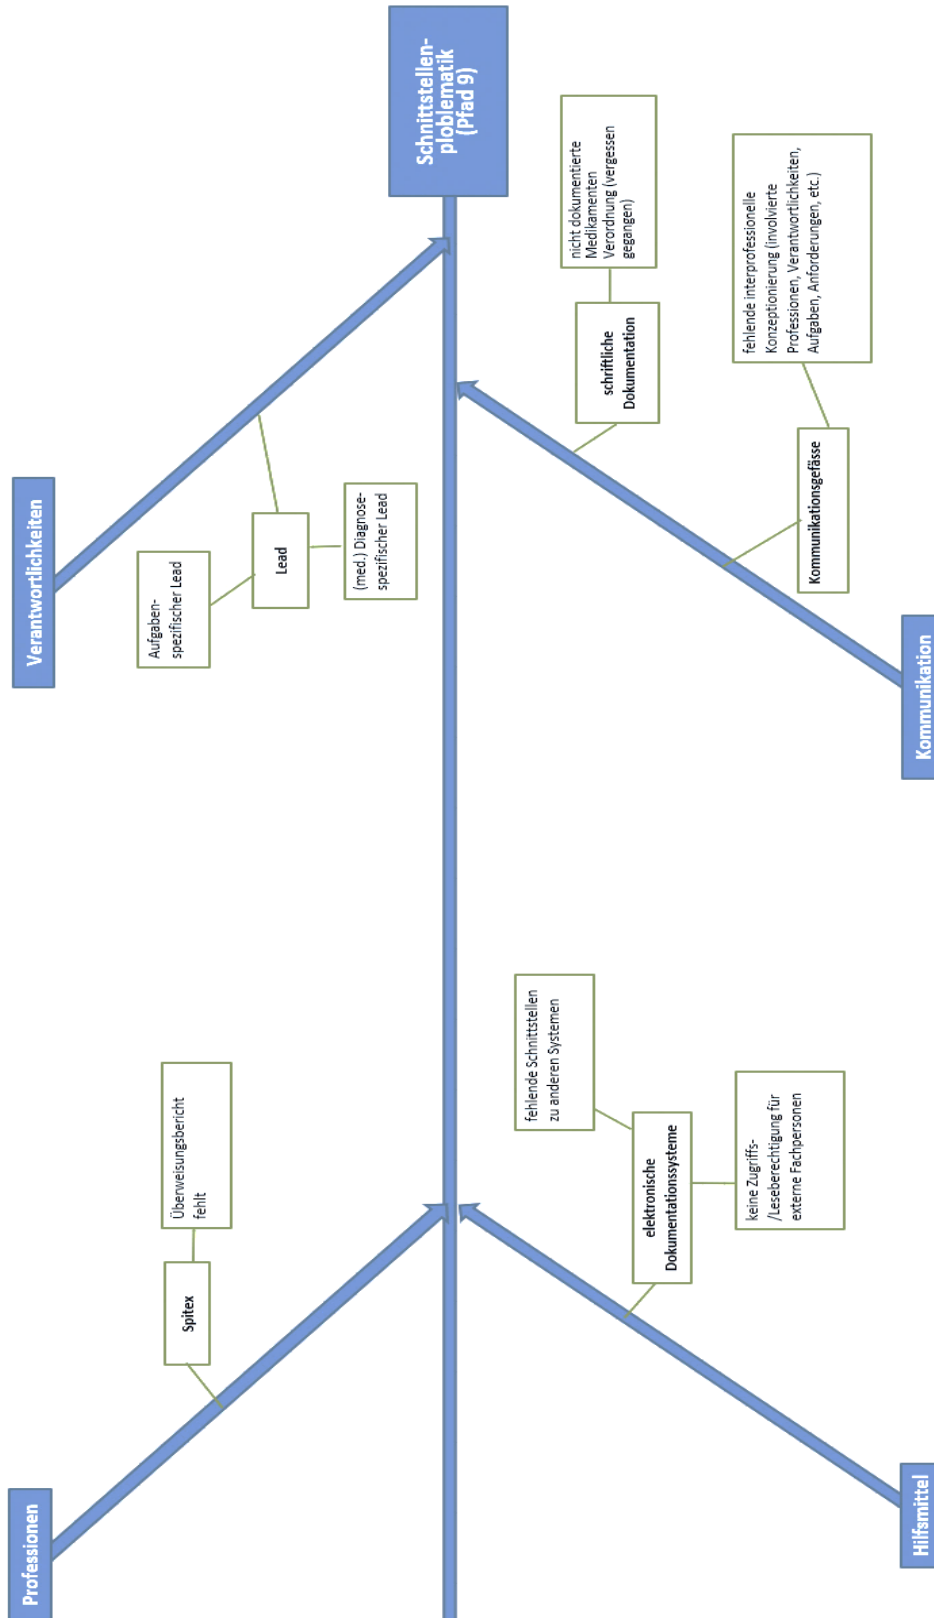 Professionen
Verantwortlichkeiten
Spitex
Überweisungsbericht
fehlt
Aufgaben-
spezifischer Lead
Lead
(med.) Diagnose-
spezifischer Lead
Schnittstellen-
ploblematik
(Pfad 9)
elektronische
Dokumentationssysteme
fehlende Schnittstellen
zu anderen Systemen
keine Zugriffs-
/Leseberechtigung für
externe Fachpersonen
schriftliche
Dokumentation
nicht dokumentierte
Medikamenten
Verordnung (vergessen
gegangen)
Kommunikationsgefässe
fehlende interprofessionelle
Konzeptionierung (involvierte
Professionen, Verantwortlichkeiten,
Aufgaben, Anforderungen, etc.)
Hilfsmittel
Kommunikation